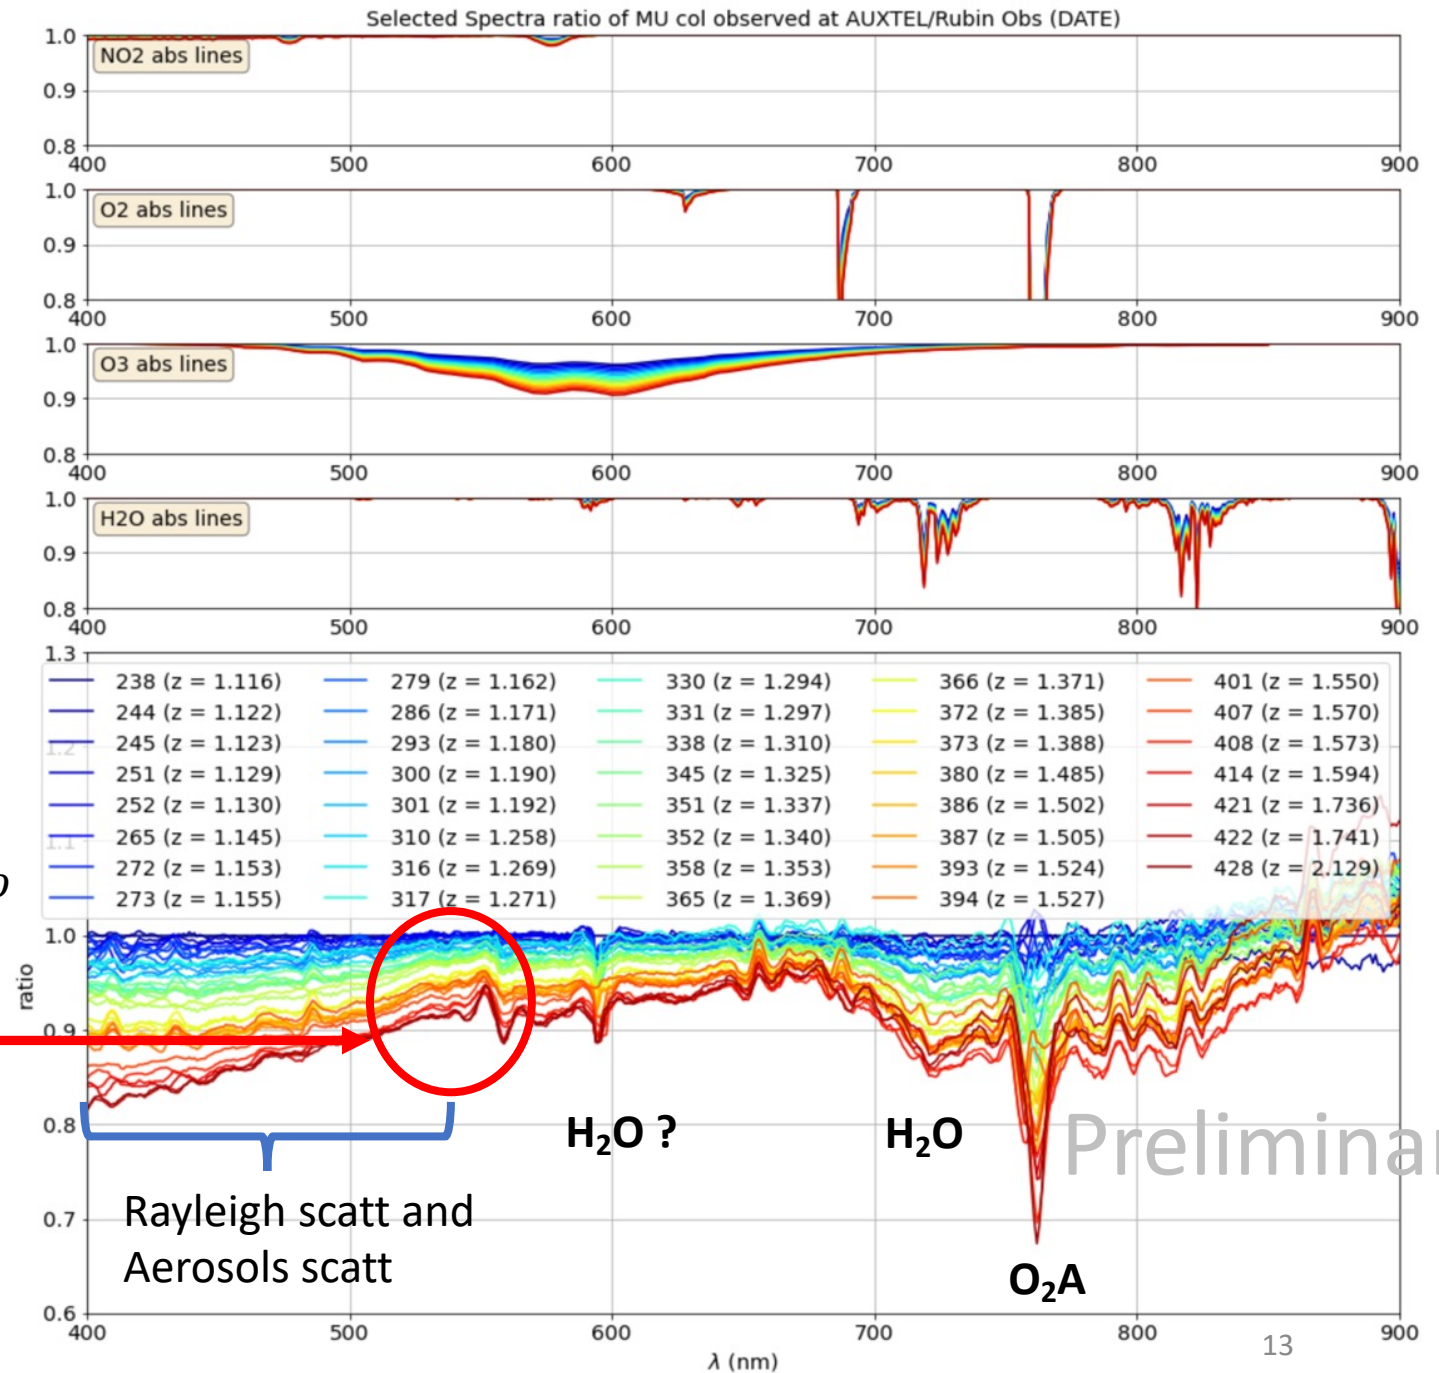 Selected Spectra ratio of MU col observed at AUXTEL/Rubin Obs (DATE)
1.0
NO2 abs lines
0.9
0.8
400 500 600 700 800 900
1.0
O2 abs lines
0.9
0.8
400 500 600 700 800 900
1.0
O3 abs lines
0.9
0.8
400 500 600 700 800 900
1.0
H2O abs lines
0.9
0.8
400 500 600 700 800 900
1.3
238 (z = 1.116) 279 (z = 1.162) 330 (z = 1.294) 366 (z = 1.371) 401 (z = 1.550)
244 (z = 1.122) 286 (z = 1.171) 331 (z = 1.297) 372 (z = 1.385) 407 (z = 1.570)
1.2
245 (z = 1.123) 293 (z = 1.180) 338 (z = 1.310) 373 (z = 1.388) 408 (z = 1.573)
251 (z = 1.129) 300 (z = 1.190) 345 (z = 1.325) 380 (z = 1.485) 414 (z = 1.594)
252 (z = 1.130) 301 (z = 1.192) 351 (z = 1.337) 386 (z = 1.502) 421 (z = 1.736)
1.1
265 (z = 1.145) 310 (z = 1.258) 352 (z = 1.340) 387 (z = 1.505) 422 (z = 1.741)
272 (z = 1.153) 316 (z = 1.269) 358 (z = 1.353) 393 (z = 1.524) 428 (z = 2.129)
273 (z = 1.155) 317 (z = 1.271) 365 (z = 1.369) 394 (z = 1.527)
1.0
ratio
0.9
0.8
H₂O ?
H₂O
Preliminar
Rayleigh scatt and
Aerosols scatt
0.7
O₂A
0.6
400 500 600 700 800 900
λ (nm)
13